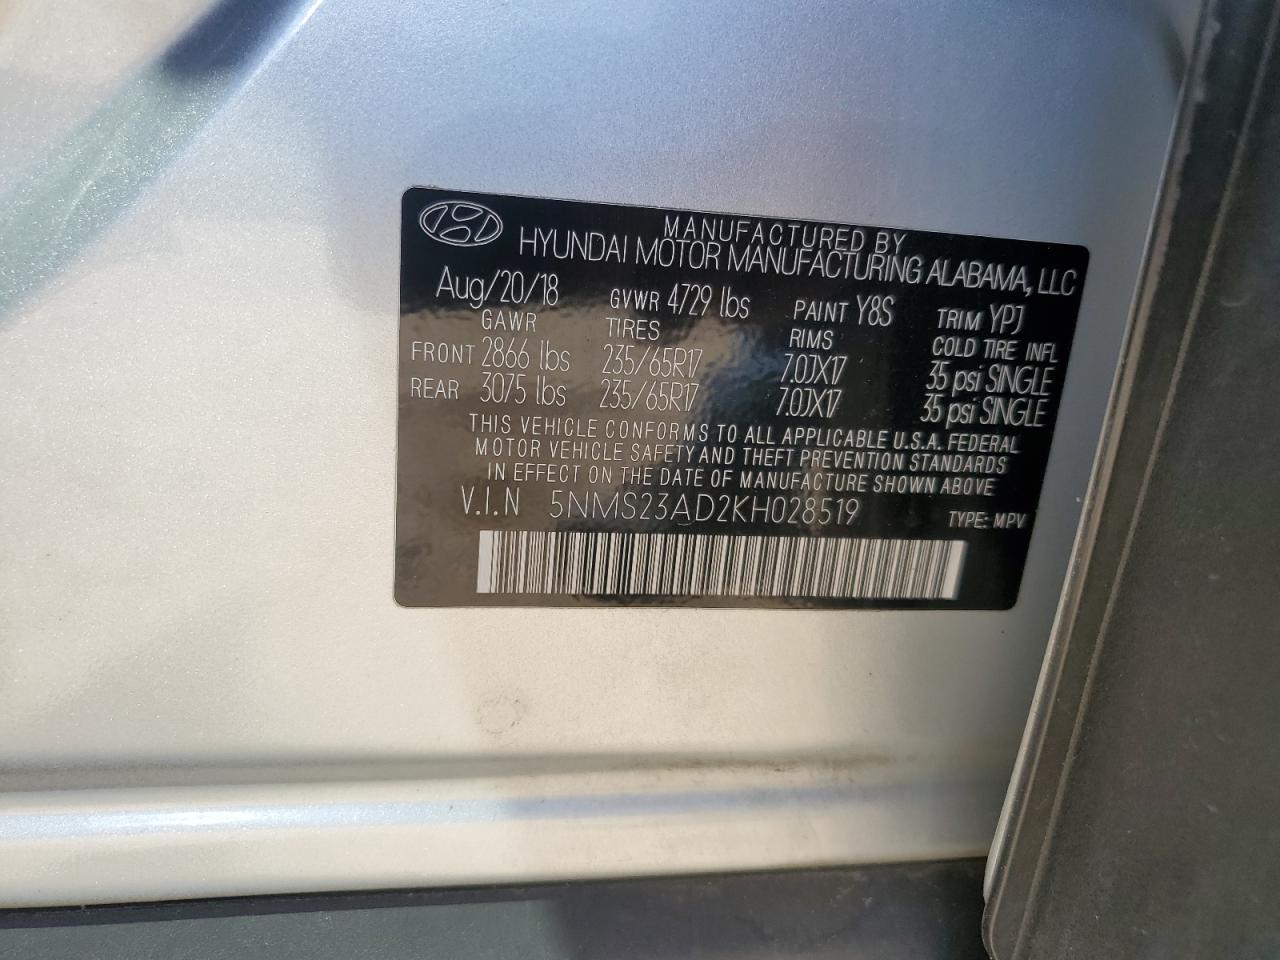 MANUFACTURED BY
HYUNDAI MOTOR MANUFACTURING ALABAMA, LLC
Aug/20/18 GVWR 4729 lbs PAINT Y8S TRIM YPJ
GAWR TIRES RIMS COLD TIRE INFL
FRONT 2866 lbs 235/65R17 7.0JX17 35 psi SINGLE
REAR 3075 lbs 235/65R17 7.0JX17 35 psi SINGLE
THIS VEHICLE CONFORMS TO ALL APPLICABLE U.S.A. FEDERAL
MOTOR VEHICLE SAFETY AND THEFT PREVENTION STANDARDS
IN EFFECT ON THE DATE OF MANUFACTURE SHOWN ABOVE
V.I.N 5NMS23AD2KH028519 TYPE: MPV